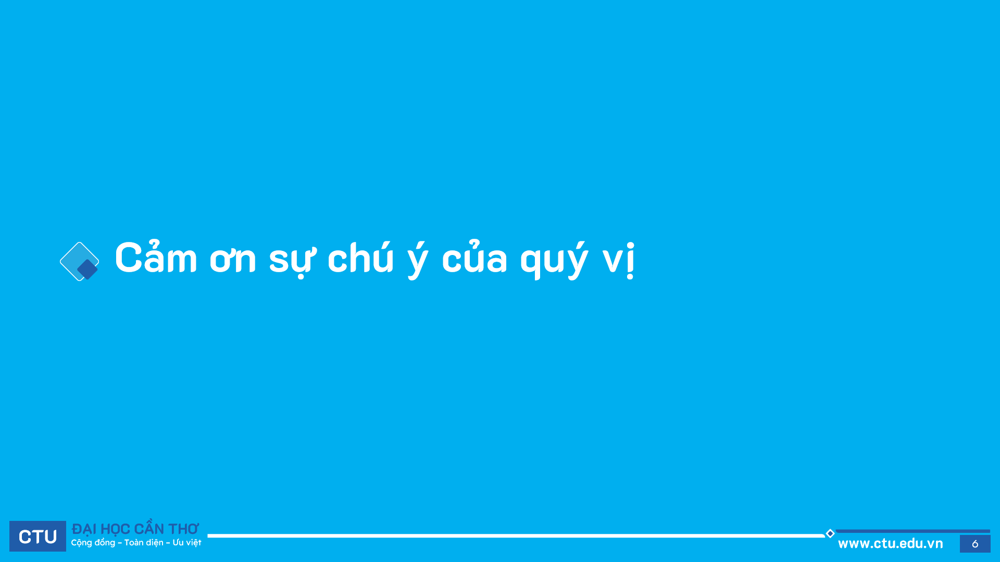 Cảm ơn sự chú ý của quý vị
CTU
ĐẠI HỌC CẦN THƠ
Cộng đồng – Toàn diện – Ưu việt
www.ctu.edu.vn
6